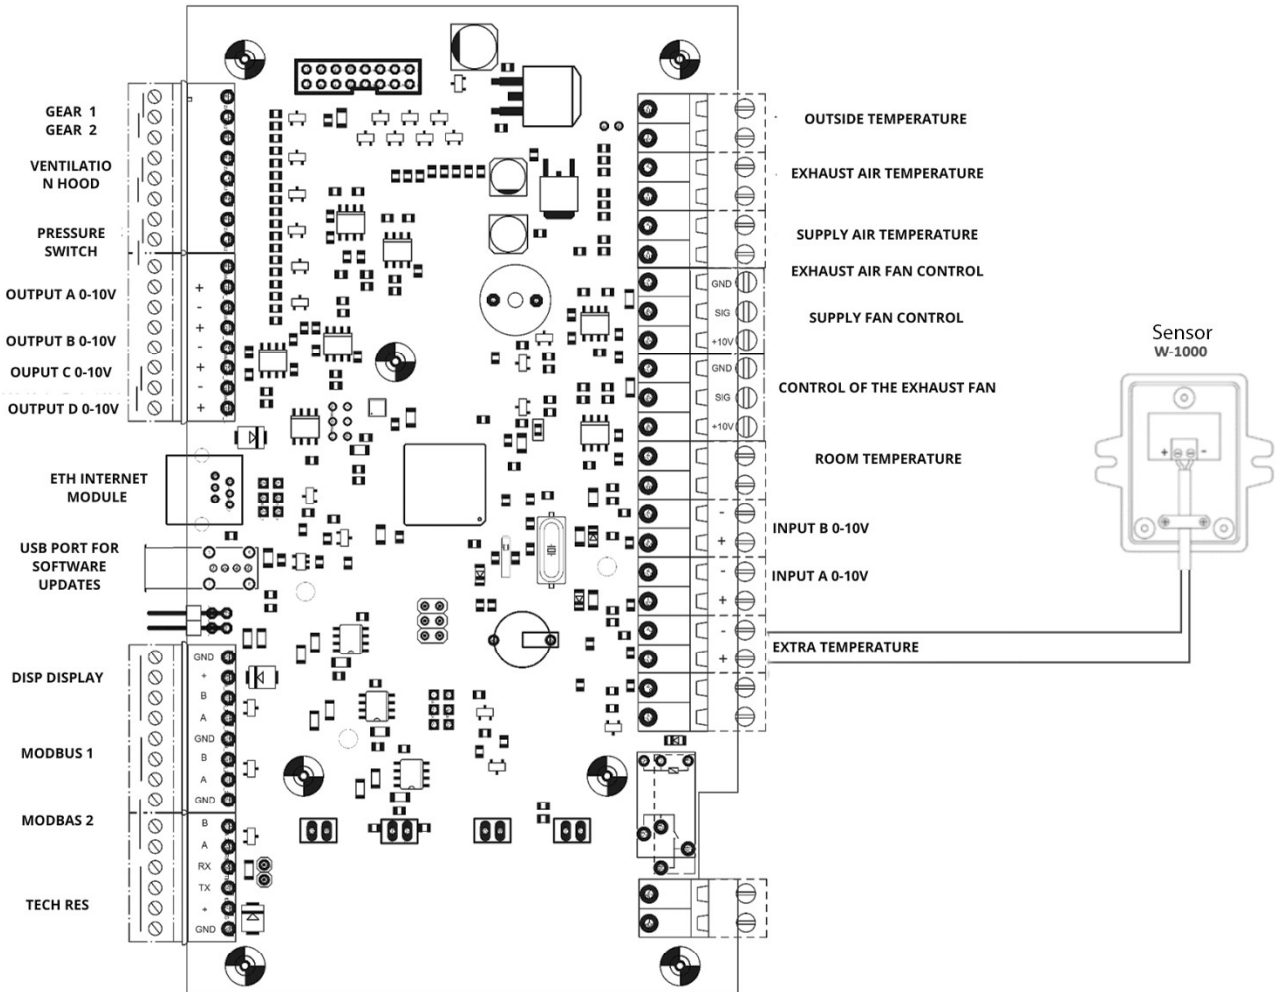 GEAR 1
GEAR 2
VENTILATIO
N HOOD
PRESSURE
SWITCH
OUTPUT A 0-10V
OUTPUT B 0-10V
OUPUT C 0-10V
OUTPUT D 0-10V
+
-
+
-
+
-
+
ETH INTERNET
MODULE
USB PORT FOR
SOFTWARE
UPDATES
DISP DISPLAY
MODBUS 1
MODBAS 2
TECH RES
GND
+
B
A
GND
B
A
GND
B
A
RX
TX
+
GND
OUTSIDE TEMPERATURE
EXHAUST AIR TEMPERATURE
SUPPLY AIR TEMPERATURE
EXHAUST AIR FAN CONTROL
SUPPLY FAN CONTROL
CONTROL OF THE EXHAUST FAN
ROOM TEMPERATURE
INPUT B 0-10V
INPUT A 0-10V
EXTRA TEMPERATURE
GND
SIG
+10V
GND
SIG
+10V
-
+
-
+
-
+
Sensor
W-1000
+ -